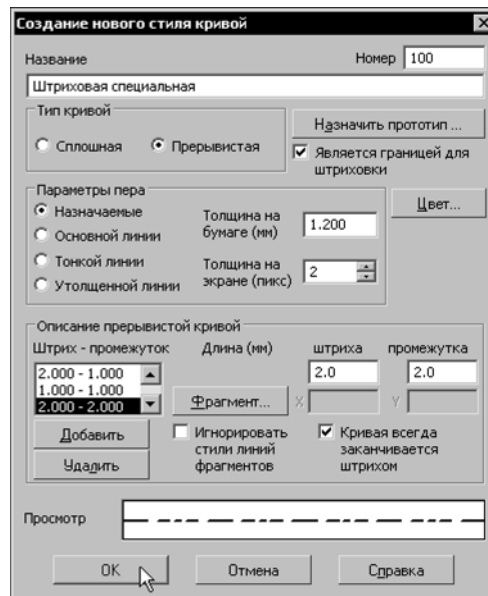 Создание нового стиля кривой
Название Номер 100
Штриховая специальная
Тип кривой
Сплошная Прерывистая
Назначить прототип ...
Является границей для
штриховки
Параметры пера
Назначаемые
Основной линии
Тонкой линии
Утолщенной линии
Толщина на
бумаге (мм)
1.200
Толщина на
экране (пикс)
2
Цвет...
Описание прерывистой кривой
Штрих - промежуток Длина (мм) штриха промежутка
2.000 - 1.000
1.000 - 1.000
2.000 - 2.000
2.0 2.0
Фрагмент... X Y
Добавить
Удалить
Игнорировать
стили линий
фрагментов
Кривая всегда
заканчивается
штрихом
Просмотр
OK Отмена Справка